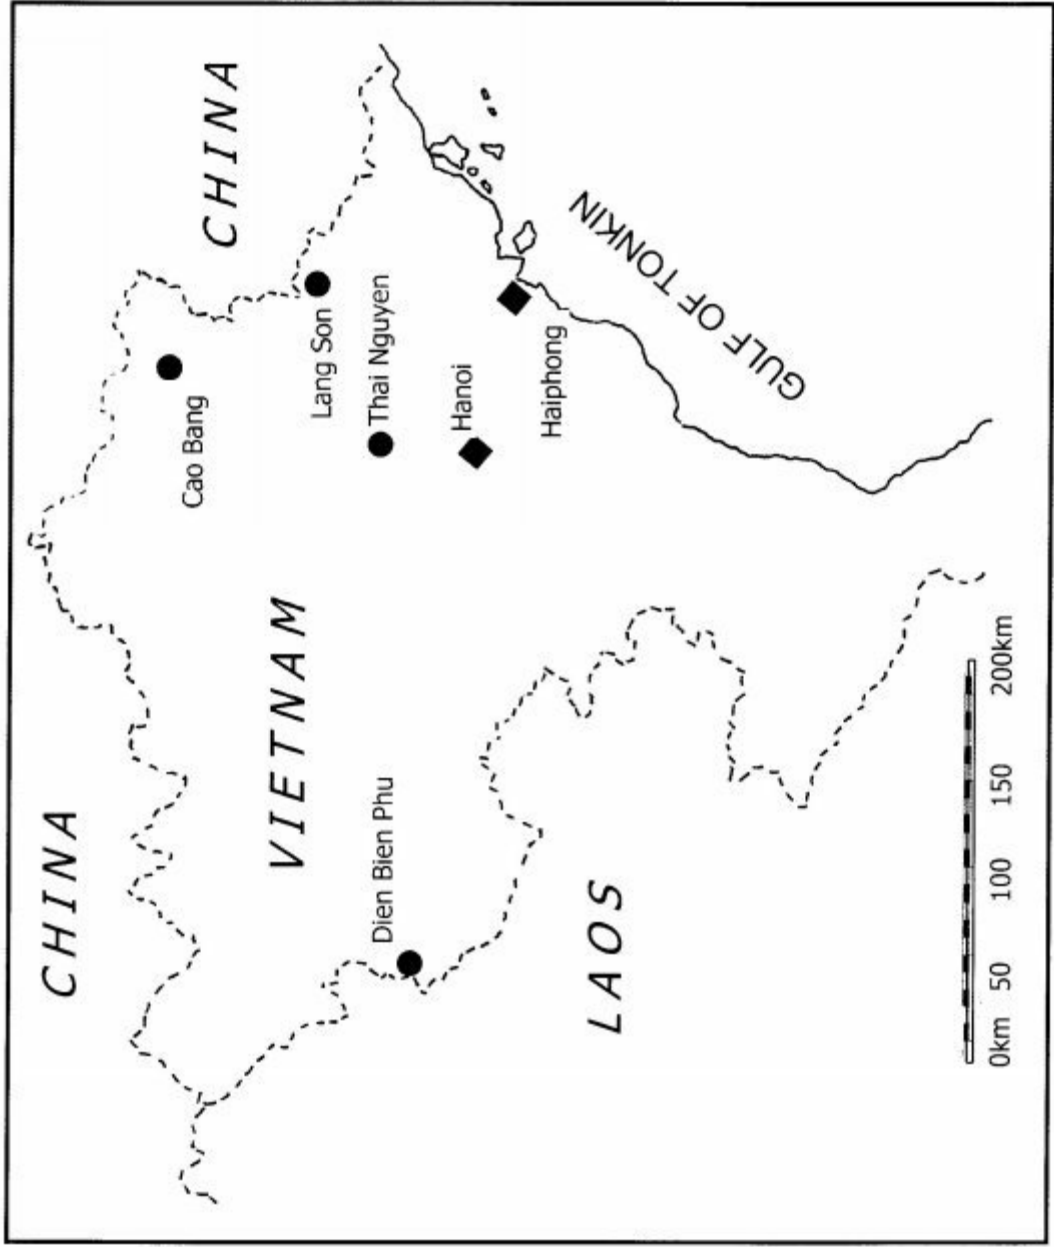 CHINA
CHINA
Cao Bang
VIETNAM
Lang Son
Thai Nguyen
Dien Bien Phu
Hanoi
Haiphong
GULF OF TONKIN
LAOS
0km 50 100 150 200km